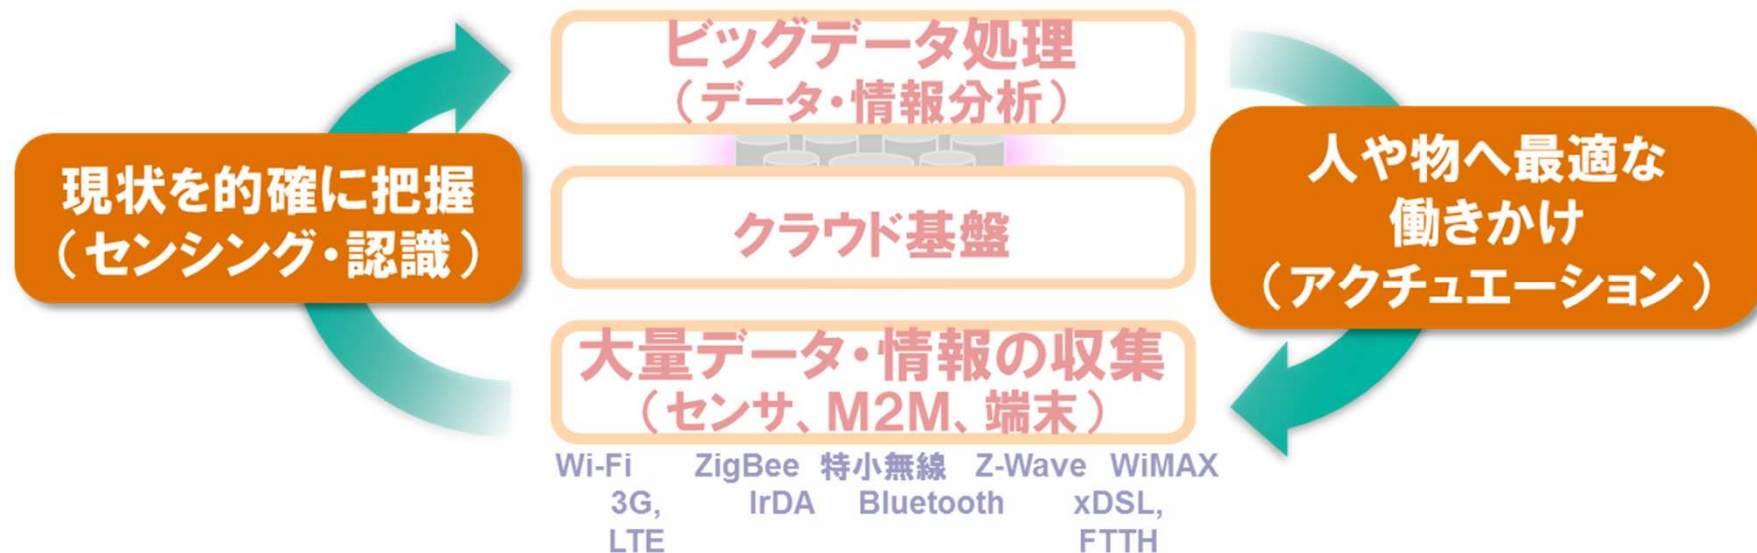 ビッグデータ処理
（データ・情報分析）
現状を的確に把握
（センシング・認識）
クラウド基盤
人や物へ最適な
働きかけ
（アクチュエーション）
大量データ・情報の収集
（センサ、M2M、端末）
Wi-Fi ZigBee 特小無線 Z-Wave WiMAX
3G, IrDA Bluetooth xDSL,
LTE FTTH